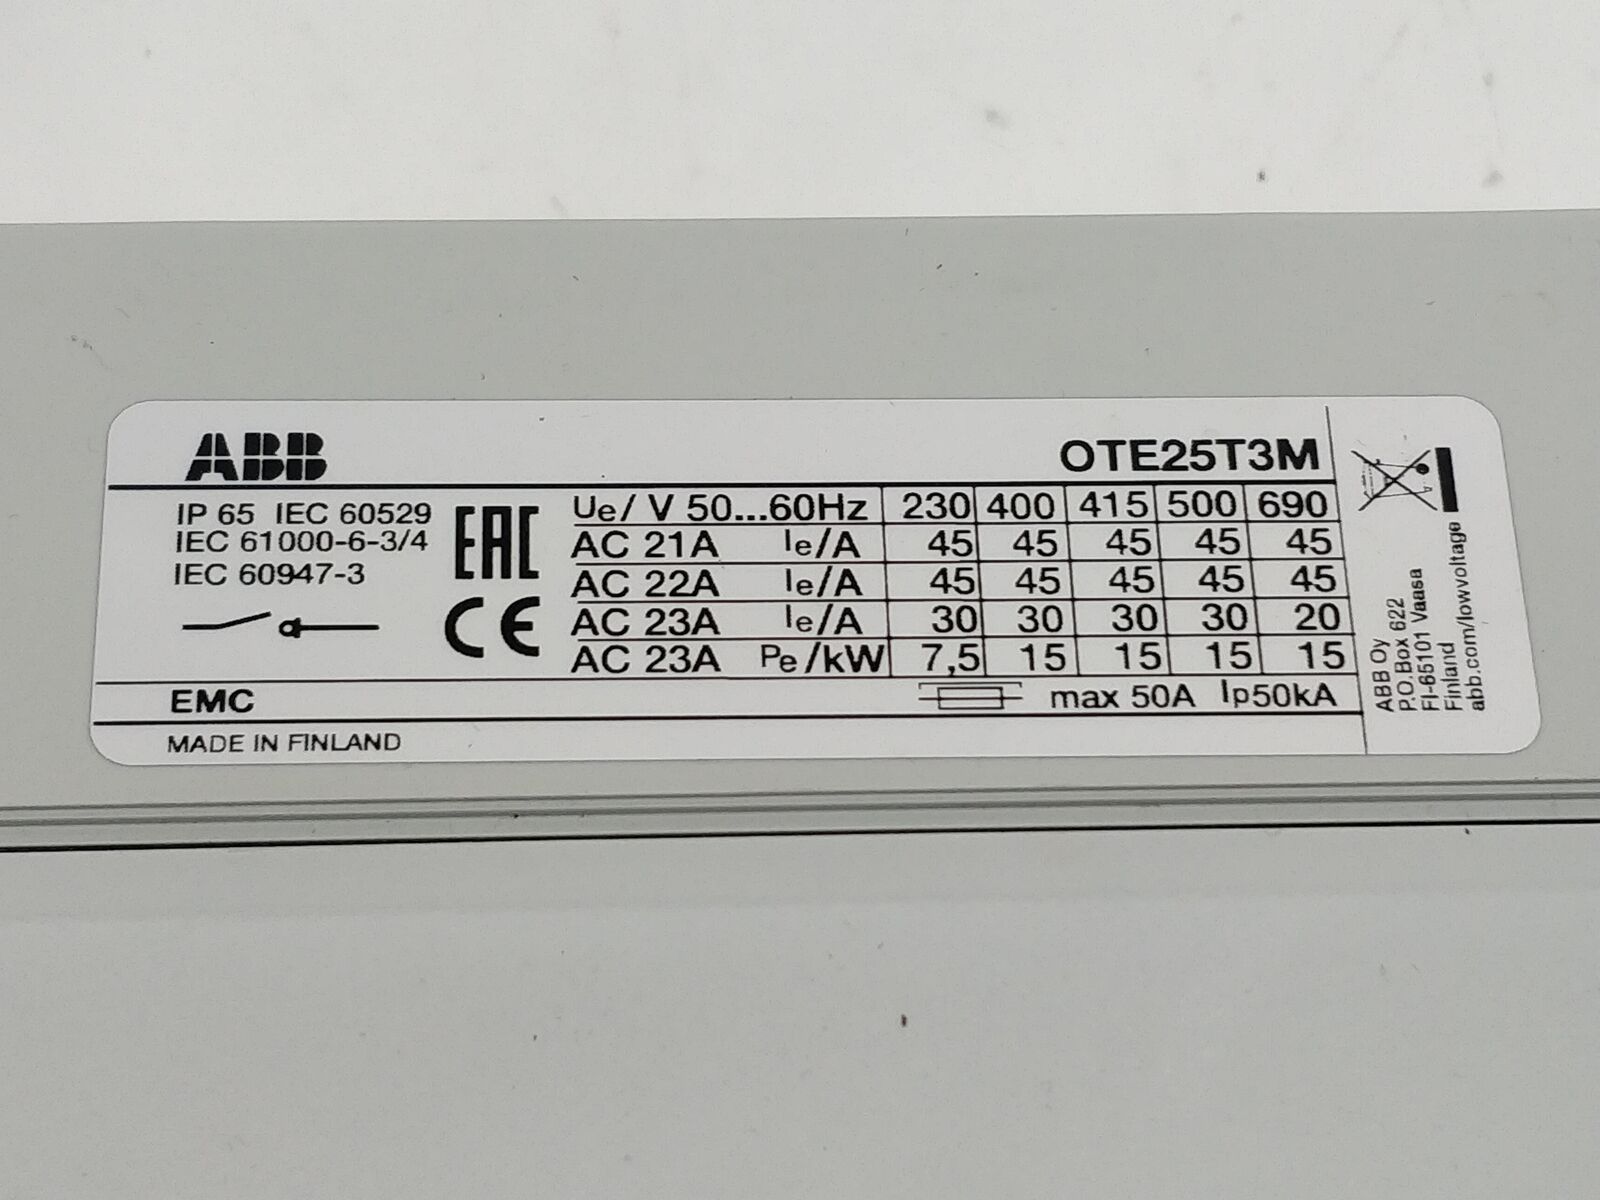 ABB OTE25T3M
IP 65 IEC 60529
IEC 61000-6-3/4
IEC 60947-3
EAC
CE
Ue/ V 50...60Hz 230 400 415 500 690
AC 21A Ie/A 45 45 45 45 45
AC 22A Ie/A 45 45 45 45 45
AC 23A Ie/A 30 30 30 30 20
AC 23A Pe/kW 7,5 15 15 15 15
EMC max 50A Ip50kA
MADE IN FINLAND
ABB Oy
P.O.Box 622
FI-65101 Vaasa
Finland
abb.com/lowvoltage